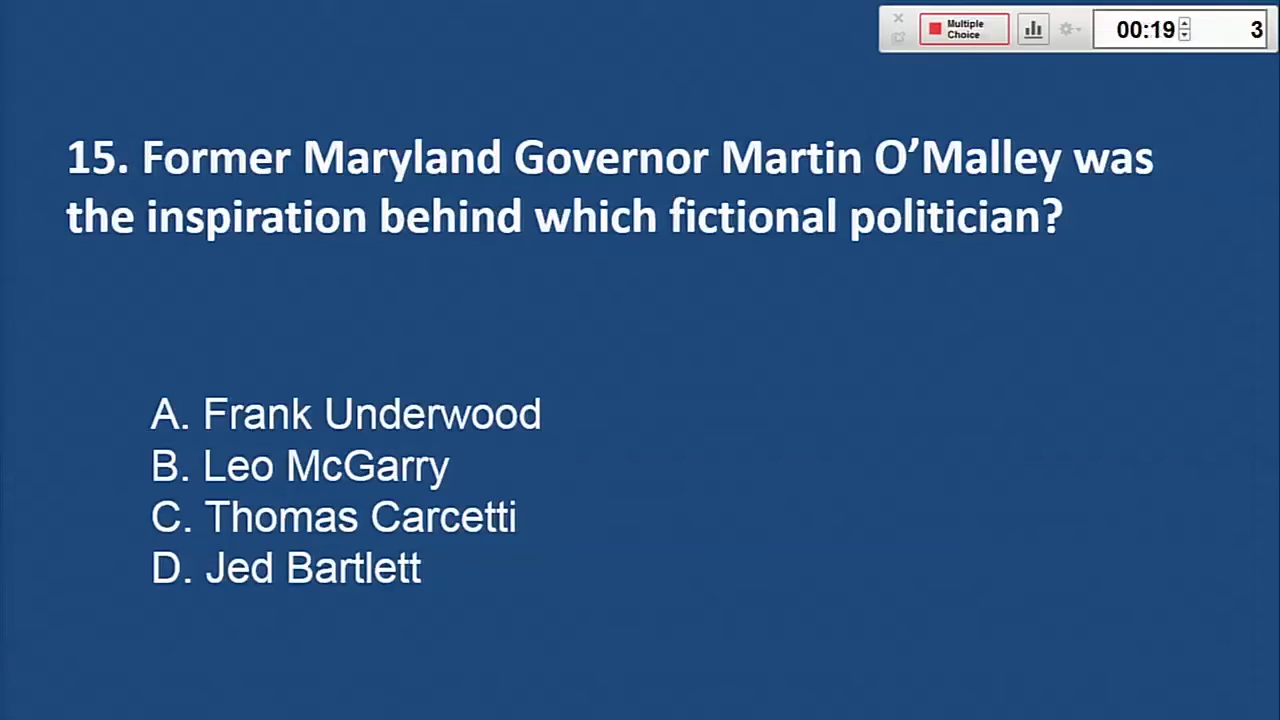 Multiple
Choice
00:19
3
15. Former Maryland Governor Martin O’Malley was
the inspiration behind which fictional politician?
A. Frank Underwood
B. Leo McGarry
C. Thomas Carcetti
D. Jed Bartlett